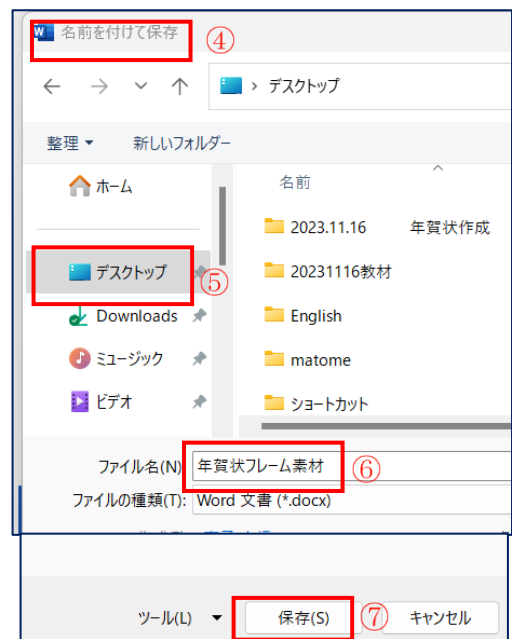 名前を付けて保存 ④
デスクトップ
整理 新しいフォルダー
ホーム 名前
2023.11.16 年賀状作成
デスクトップ ⑤ 20231116教材
Downloads English
ミュージック matome
ビデオ ショートカット
ファイル名(N) 年賀状フレーム素材 ⑥
ファイルの種類(T): Word 文書 (*.docx)
ツール(L) 保存(S) ⑦ キャンセル